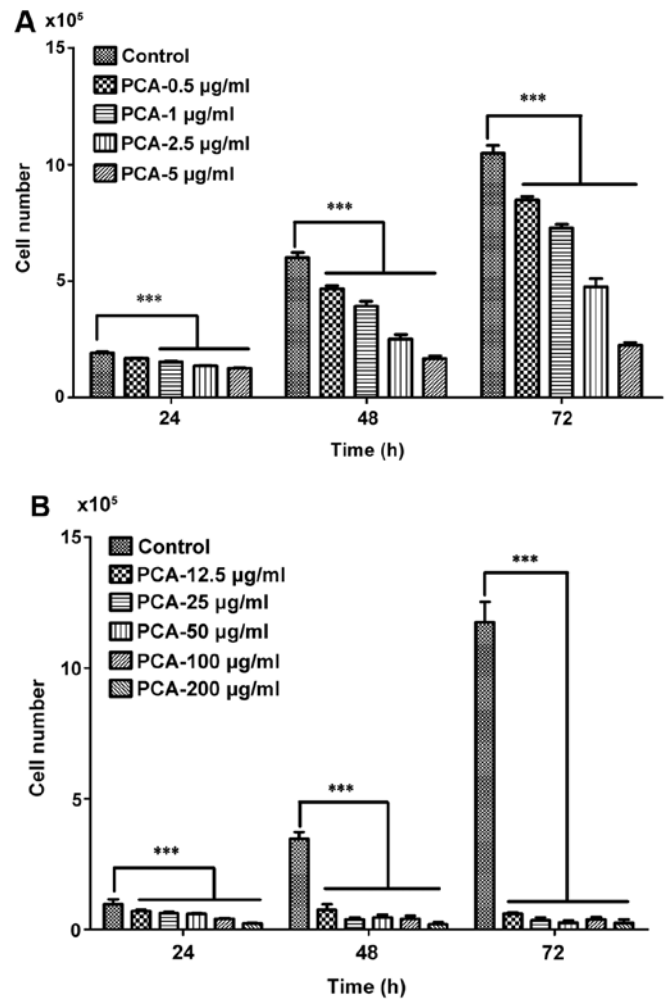 A x10⁵
15
Control
PCA-0.5 µg/ml
PCA-1 µg/ml
PCA-2.5 µg/ml
PCA-5 µg/ml
10
5
0
Cell number
***
***
***
24 48 72
Time (h)
B x10⁵
15
Control
PCA-12.5 µg/ml
PCA-25 µg/ml
PCA-50 µg/ml
PCA-100 µg/ml
PCA-200 µg/ml
10
5
0
Cell number
***
***
***
24 48 72
Time (h)